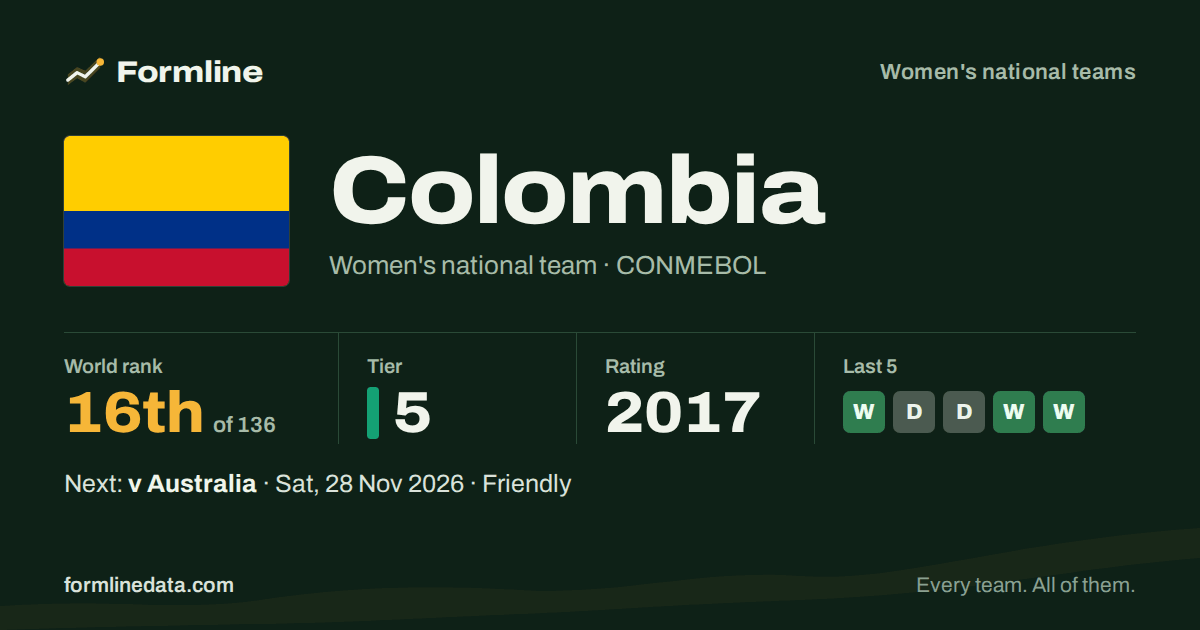 Formline
Women's national teams
Colombia
Women's national team · CONMEBOL
World rank
16th of 136
Tier
5
Rating
2017
Last 5
W D D W W
Next: v Australia · Sat, 28 Nov 2026 · Friendly
formlinedata.com
Every team. All of them.